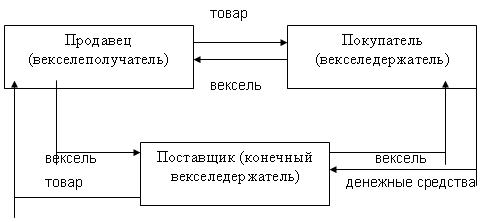 товар
Продавец
(векселеполучатель)
Покупатель
(векселедержатель)
вексель
вексель
товар
Поставщик (конечный
векселедержатель)
вексель
денежные средства